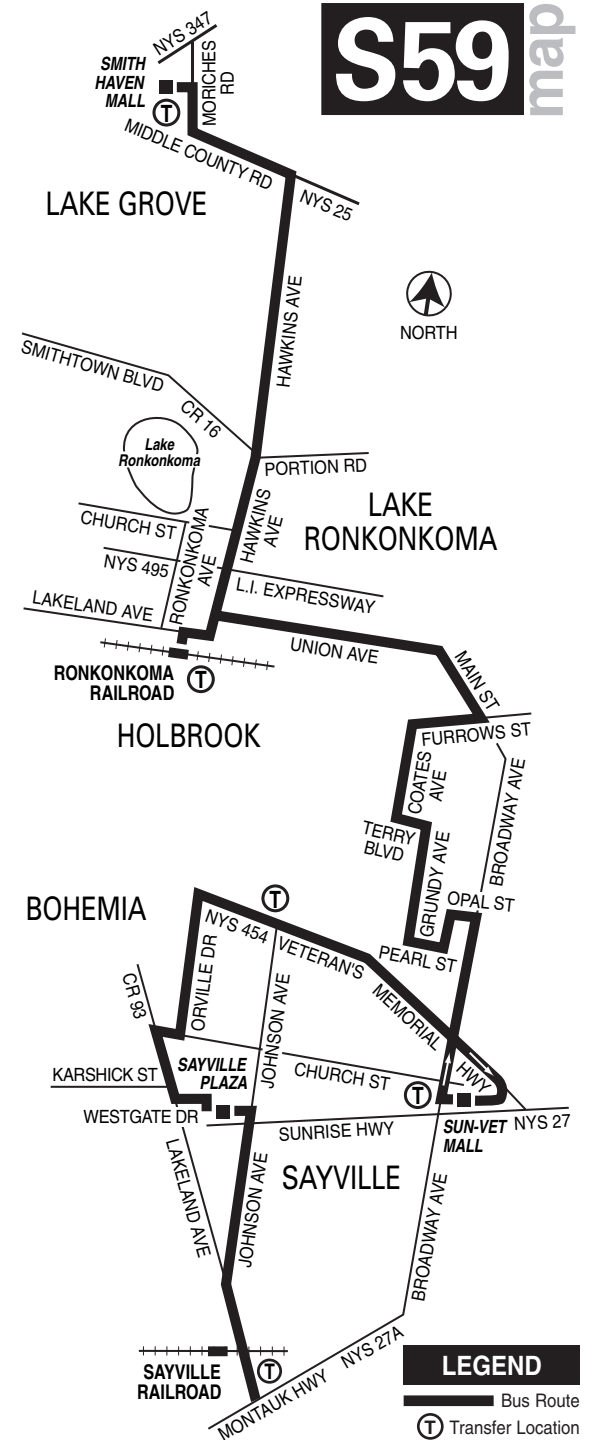 S59
map
NYS 347
SMITH
HAVEN
MALL
T
MORICHES
RD
MIDDLE COUNTY RD
LAKE GROVE
NYS 25
HAWKINS AVE
NORTH
SMITHTOWN BLVD
CR 16
Lake
Ronkonkoma
PORTION RD
LAKE
RONKONKOMA
CHURCH ST
HAWKINS
AVE
RONKONKOMA
AVE
NYS 495
L.I. EXPRESSWAY
LAKELAND AVE
UNION AVE
RONKONKOMA
RAILROAD
T
MAIN ST
HOLBROOK
FURROWS ST
COATES
AVE
BROADWAY AVE
TERRY
BLVD
GRUNDY AVE
OPAL ST
PEARL ST
BOHEMIA
T
NYS 454
VETERAN'S
MEMORIAL
HWY
ORVILLE DR
JOHNSON AVE
CR 93
SAYVILLE
PLAZA
CHURCH ST
KARSHICK ST
T
WESTGATE DR
SUNRISE HWY
SUN-VET
MALL
NYS 27
SAYVILLE
LAKELAND AVE
JOHNSON AVE
BROADWAY AVE
SAYVILLE
RAILROAD
T
MONTAUK HWY
NYS 27A
LEGEND
Bus Route
T Transfer Location